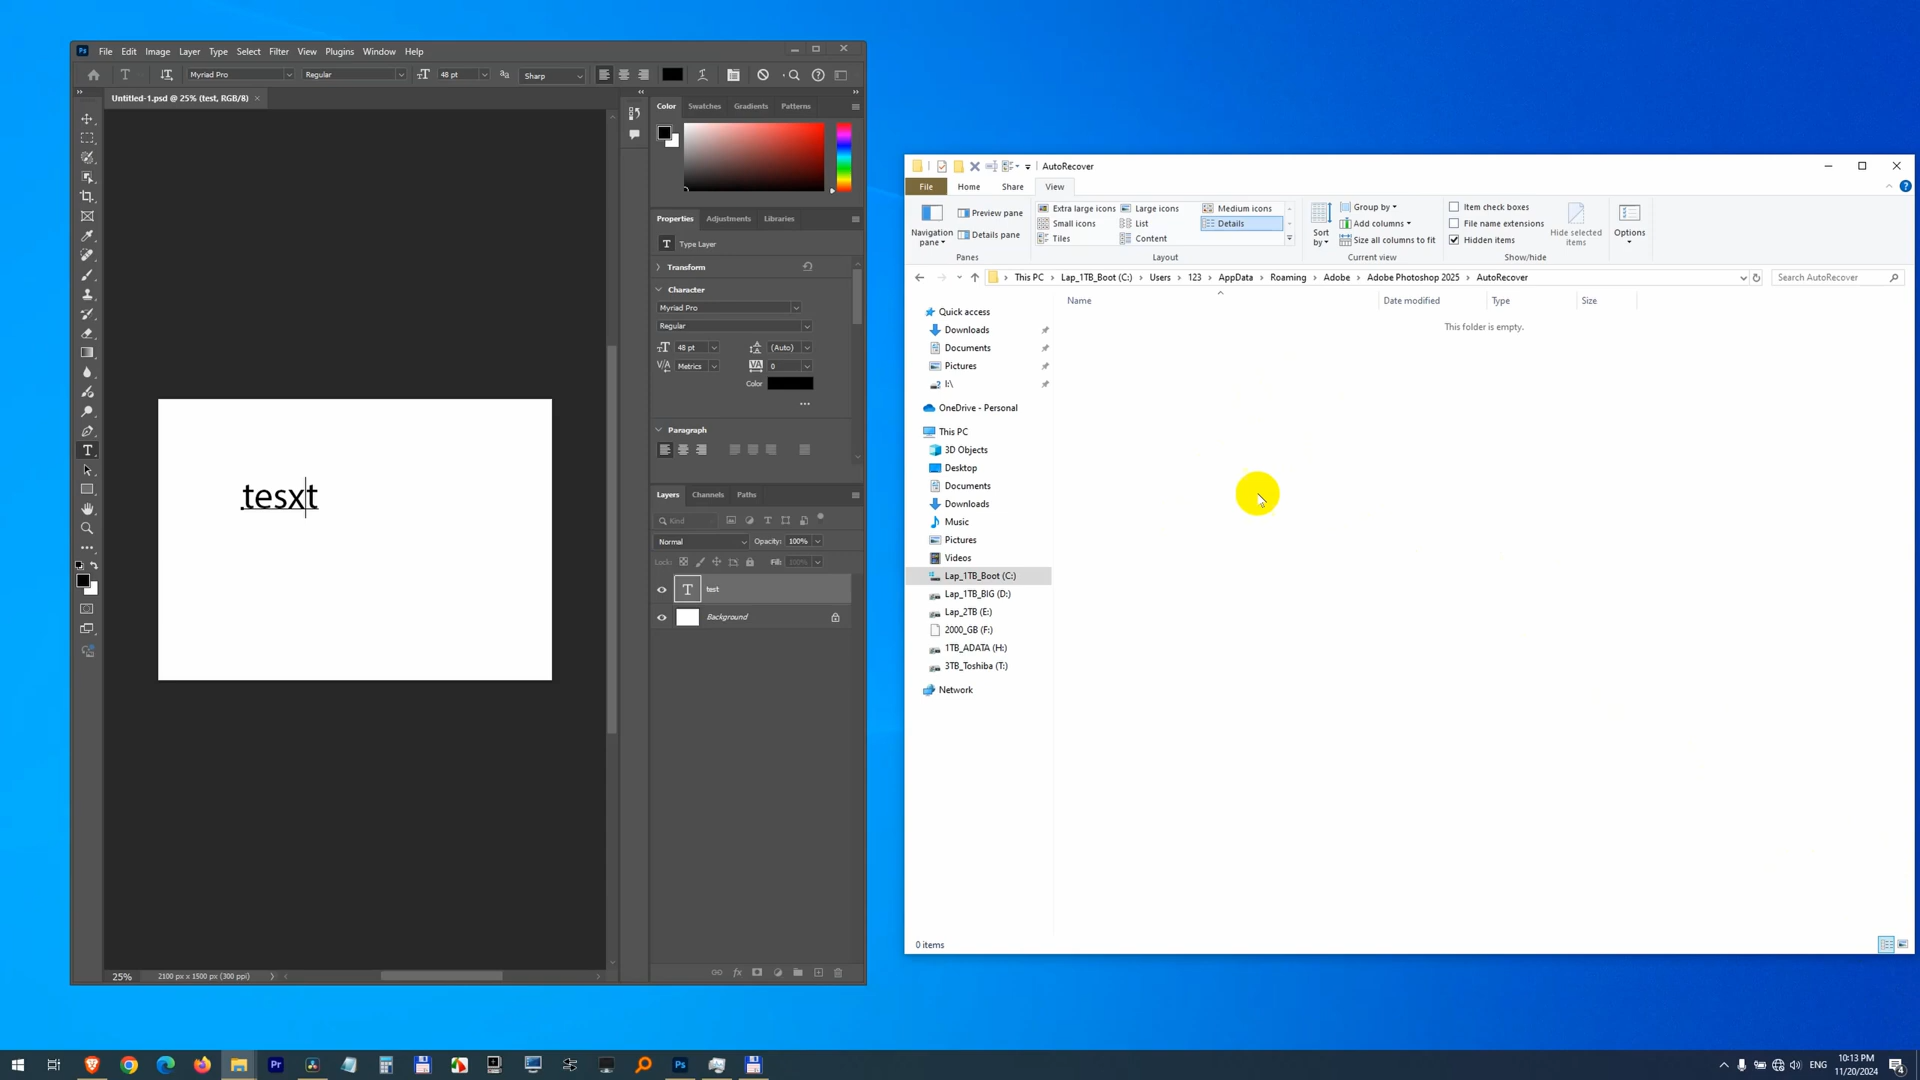 Ps File Edit Image Layer Type Select Filter View Plugins Window Help
T Myriad Pro Regular 48 pt Sharp
Untitled-1.psd @ 25% (test, RGB/8)
tesxt
25% 2100 px x 1500 px (300 ppi)
Color Swatches Gradients Patterns
Properties Adjustments Libraries
T Type Layer
Transform
Character
Myriad Pro
Regular
48 pt (Auto)
Metrics 0
Color
Paragraph
Layers Channels Paths
Kind
Normal Opacity: 100%
Lock: Fill: 100%
T test
Background
AutoRecover
File Home Share View
Navigation pane
Preview pane
Details pane
Panes
Extra large icons Large icons Medium icons
Small icons List Details
Tiles Content
Layout
Sort by
Group by
Add columns
Size all columns to fit
Current view
Item check boxes
File name extensions
Hidden items
Hide selected items
Show/hide
Options
This PC Lap_1TB_Boot (C:) Users 123 AppData Roaming Adobe Adobe Photoshop 2025 AutoRecover
Search AutoRecover
Name Date modified Type Size
This folder is empty.
Quick access
Downloads
Documents
Pictures
I:\
OneDrive - Personal
This PC
3D Objects
Desktop
Documents
Downloads
Music
Pictures
Videos
Lap_1TB_Boot (C:)
Lap_1TB_BIG (D:)
Lap_2TB (E:)
2000_GB (F:)
1TB_ADATA (H:)
3TB_Toshiba (T:)
Network
0 items
Pr Ps
ENG
10:13 PM
11/20/2024
4